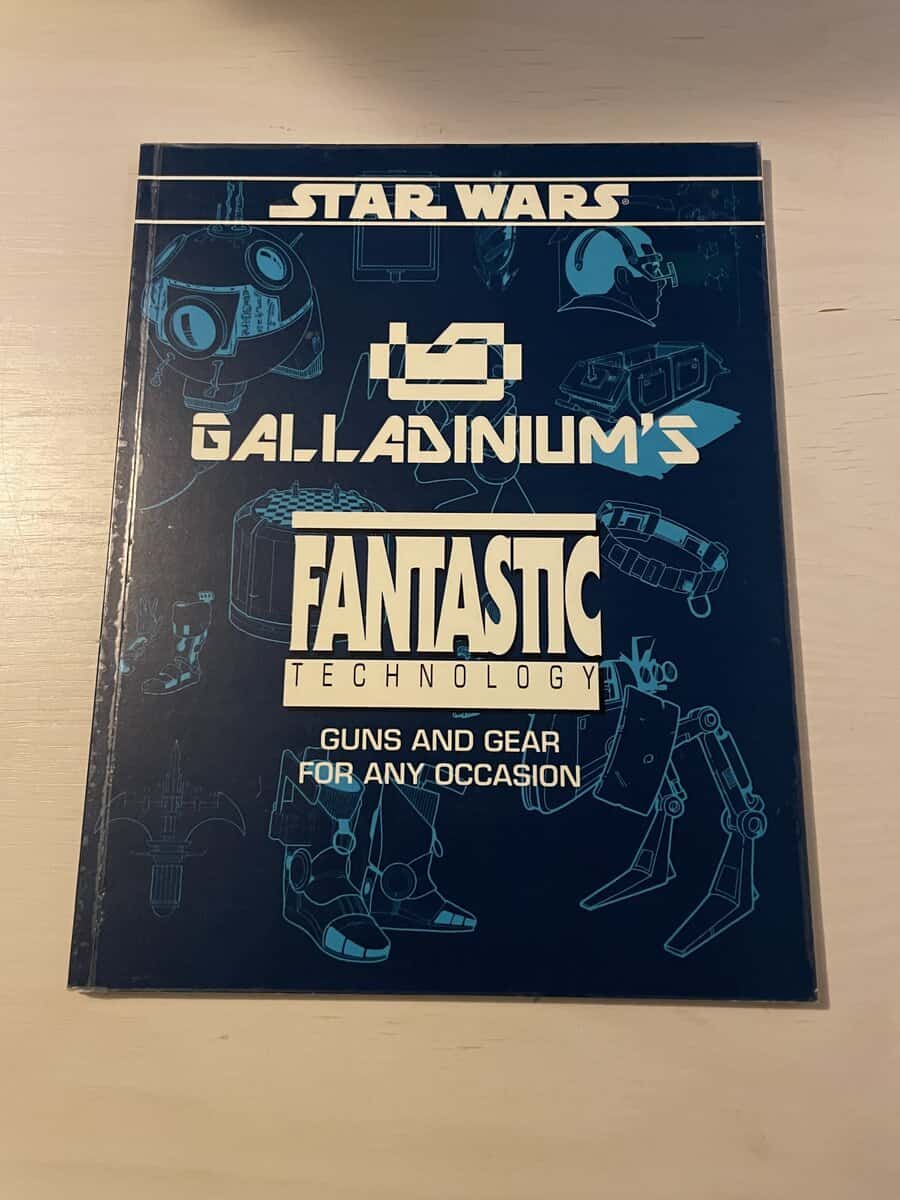 STAR WARS®
GALLADINIUM'S
FANTASTIC
TECHNOLOGY
GUNS AND GEAR
FOR ANY OCCASION